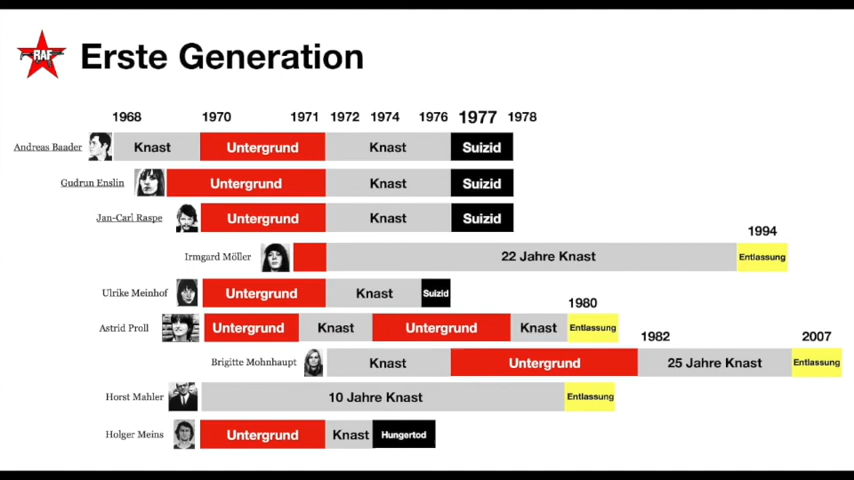 RAF
Erste Generation
1968 1970 1971 1972 1974 1976 1977 1978
Andreas Baader Knast Untergrund Knast Suizid
Gudrun Enslin Untergrund Knast Suizid
Jan-Carl Raspe Untergrund Knast Suizid
1994
Irmgard Möller 22 Jahre Knast Entlassung
Ulrike Meinhof Untergrund Knast Suizid
1980
Astrid Proll Untergrund Knast Untergrund Knast Entlassung
1982 2007
Brigitte Mohnhaupt Knast Untergrund 25 Jahre Knast Entlassung
Horst Mahler 10 Jahre Knast Entlassung
Holger Meins Untergrund Knast Hungertod